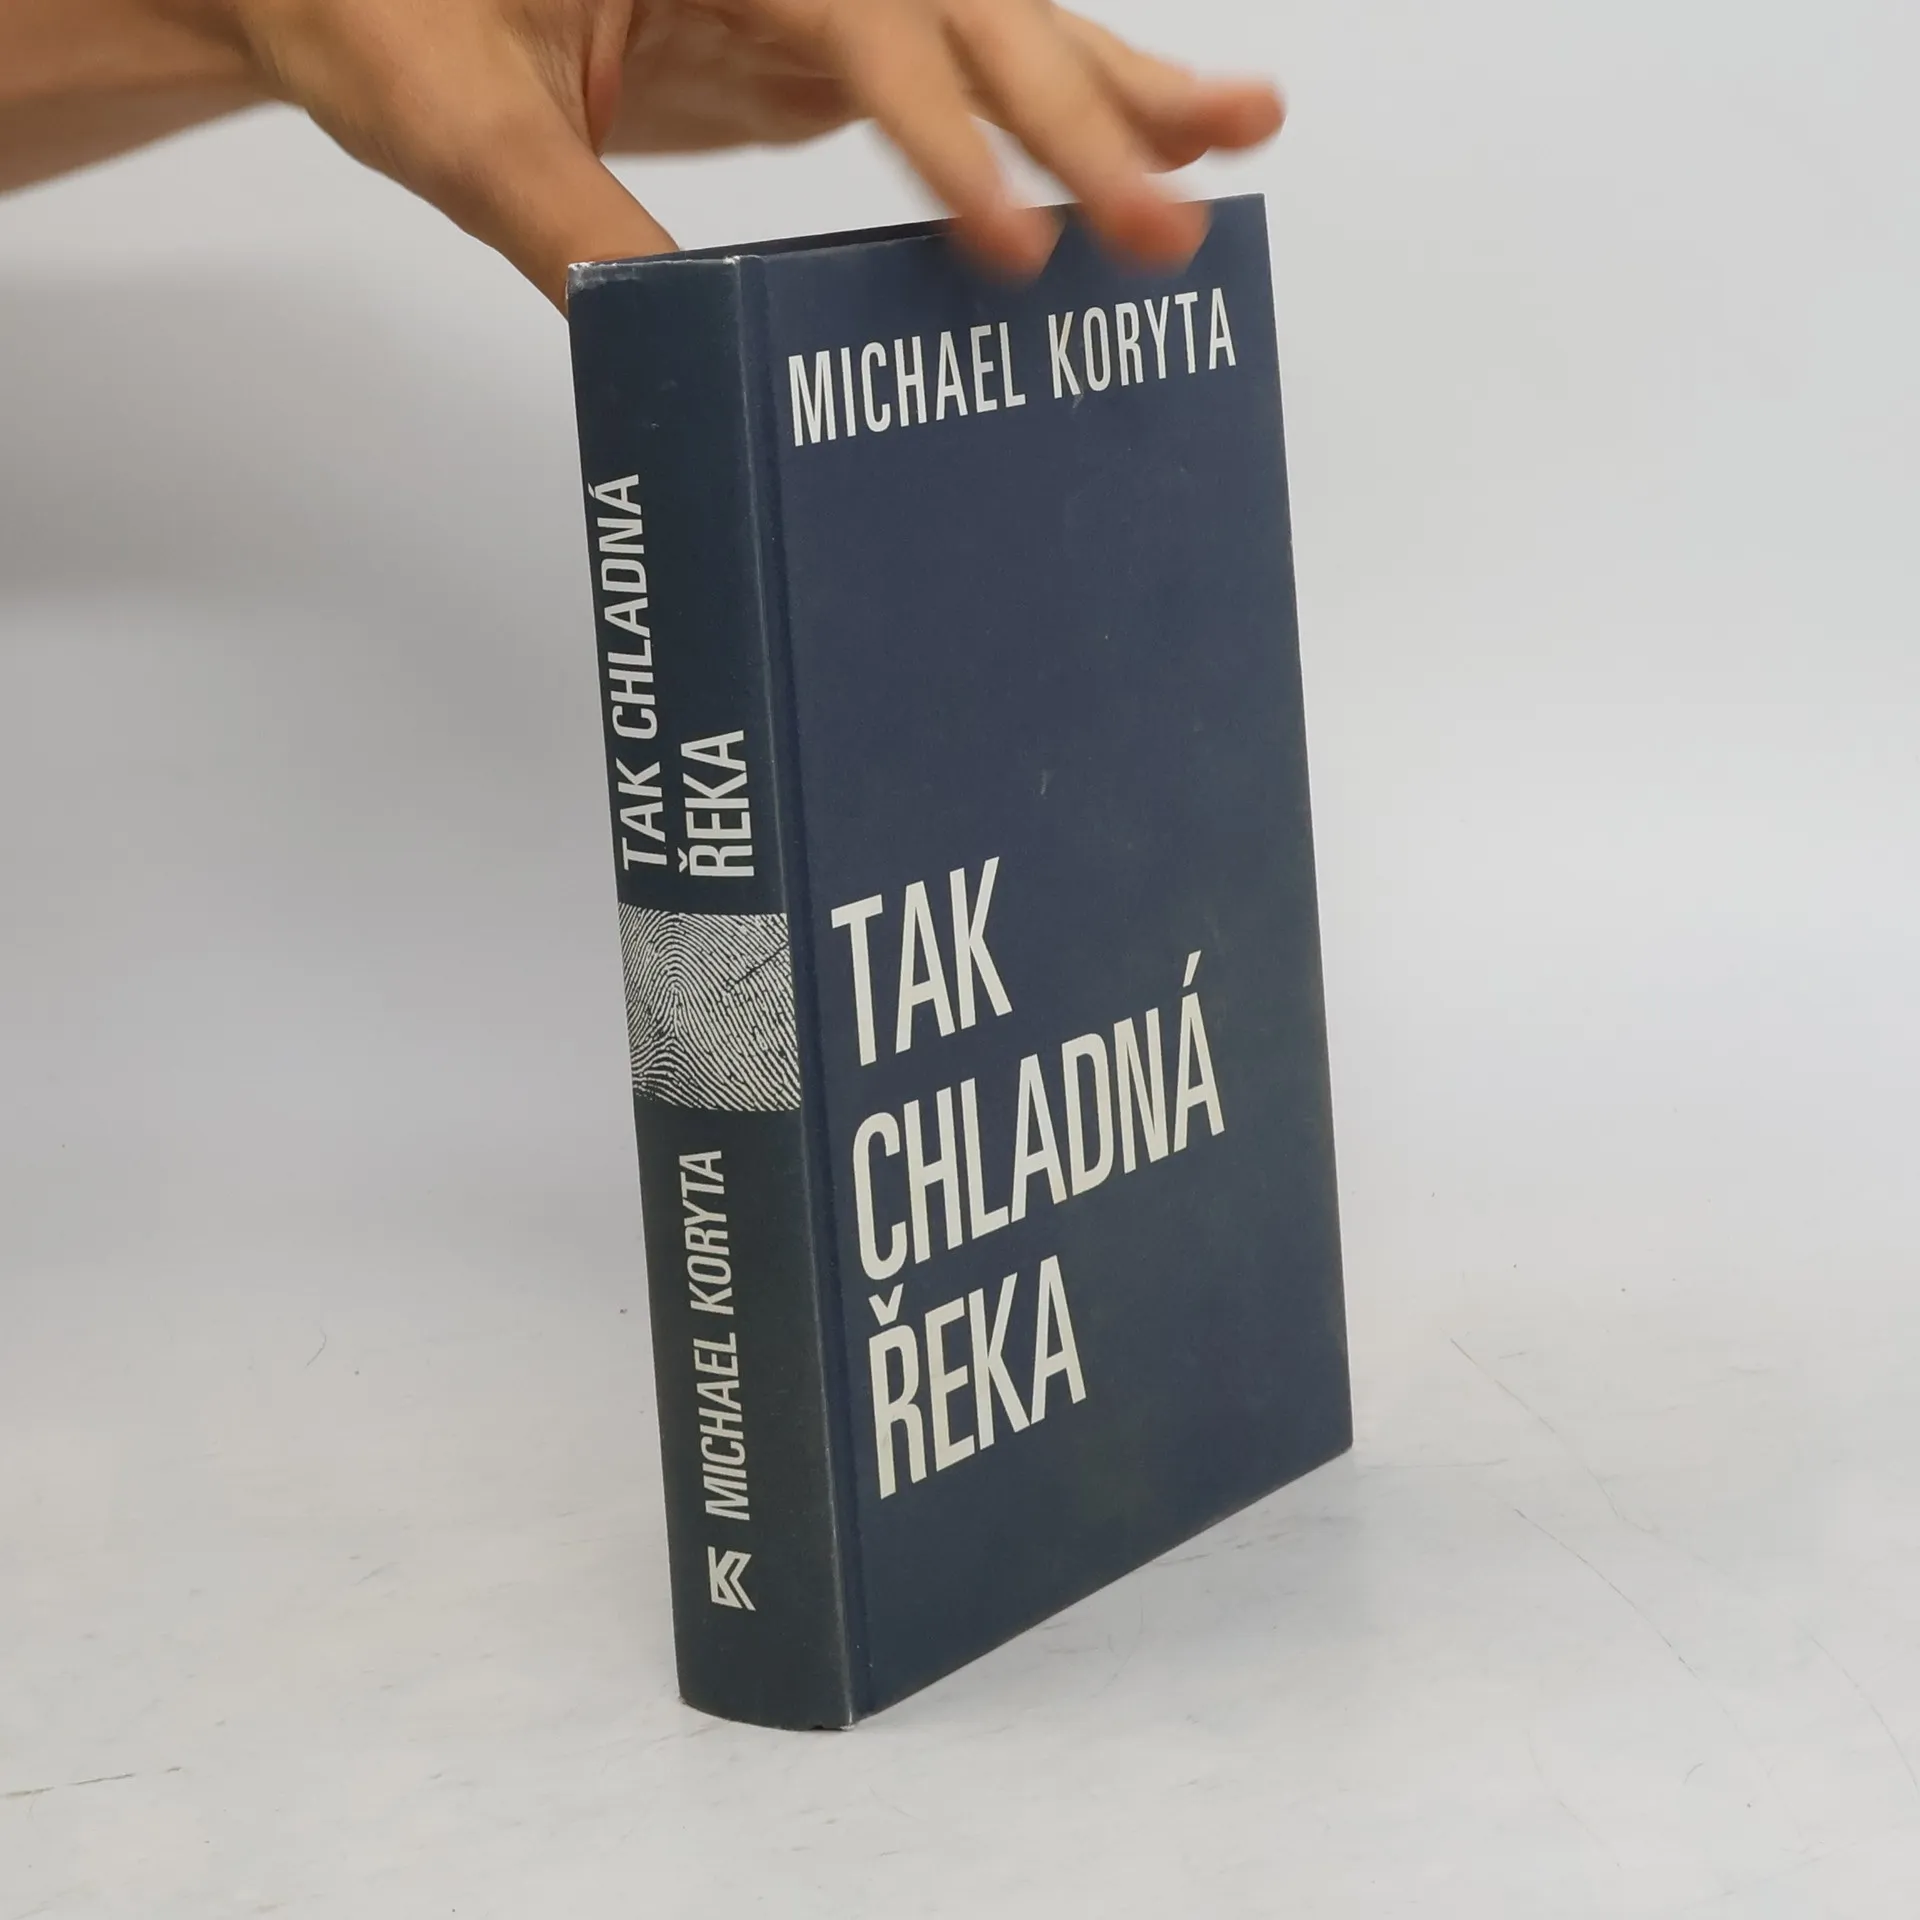 MICHAEL KORYTA
TAK
CHLADNÁ
ŘEKA
TAK CHLADNÁ
ŘEKA
MICHAEL KORYTA